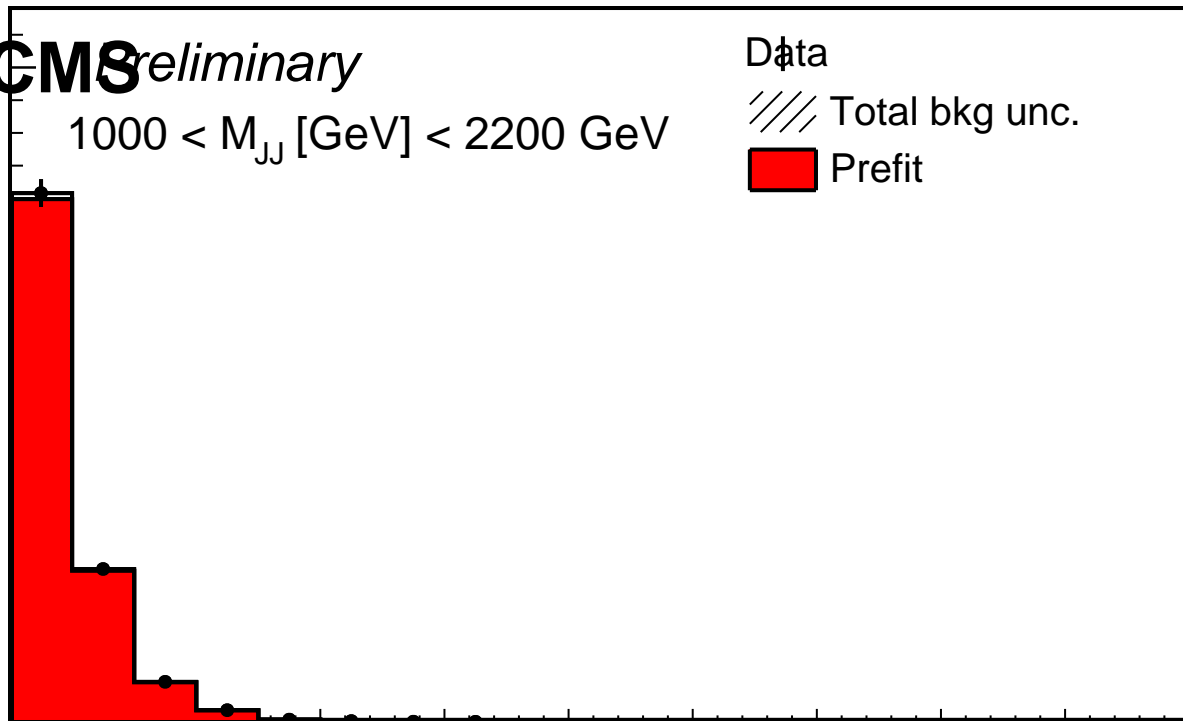 CMS Preliminary
1000 < M_JJ [GeV] < 2200 GeV
Data
Total bkg unc.
Prefit